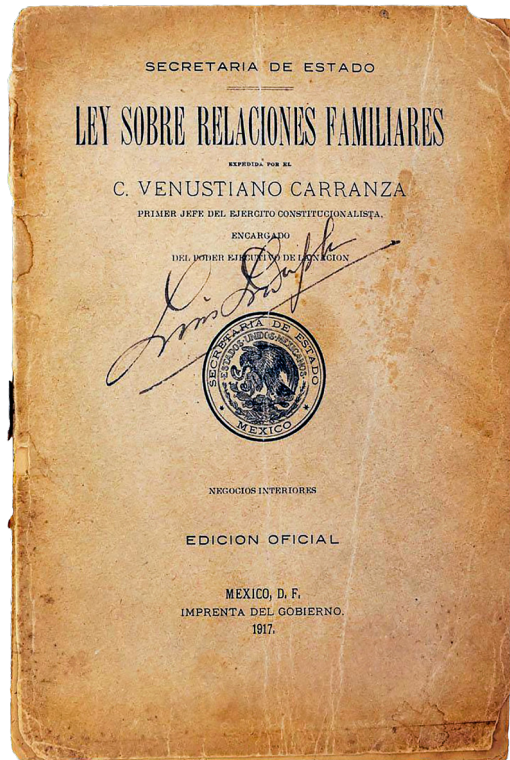 SECRETARIA DE ESTADO
LEY SOBRE RELACIONES FAMILIARES
EXPEDIDA POR EL
C. VENUSTIANO CARRANZA
PRIMER JEFE DEL EJERCITO CONSTITUCIONALISTA,
ENCARGADO
DEL PODER EJECUTIVO DE LA NACION
Luis
SECRETARIA DE ESTADO
ESTADOS UNIDOS MEXICANOS
MEXICO
NEGOCIOS INTERIORES
EDICION OFICIAL
MEXICO, D. F.
IMPRENTA DEL GOBIERNO.
1917.